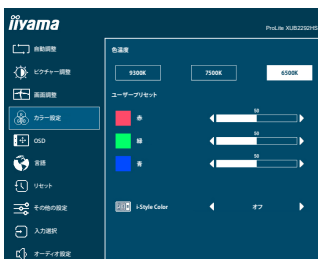 iiyama
ProLite XUB2292HS
自動調整
色温度
ピクチャー調整
9300K 7500K 6500K
画面調整
ユーザープリセット
カラー設定
赤 50
OSD
緑 50
言語
青 50
リセット
その他の設定
i-Style Color オフ
入力選択
オーディオ設定